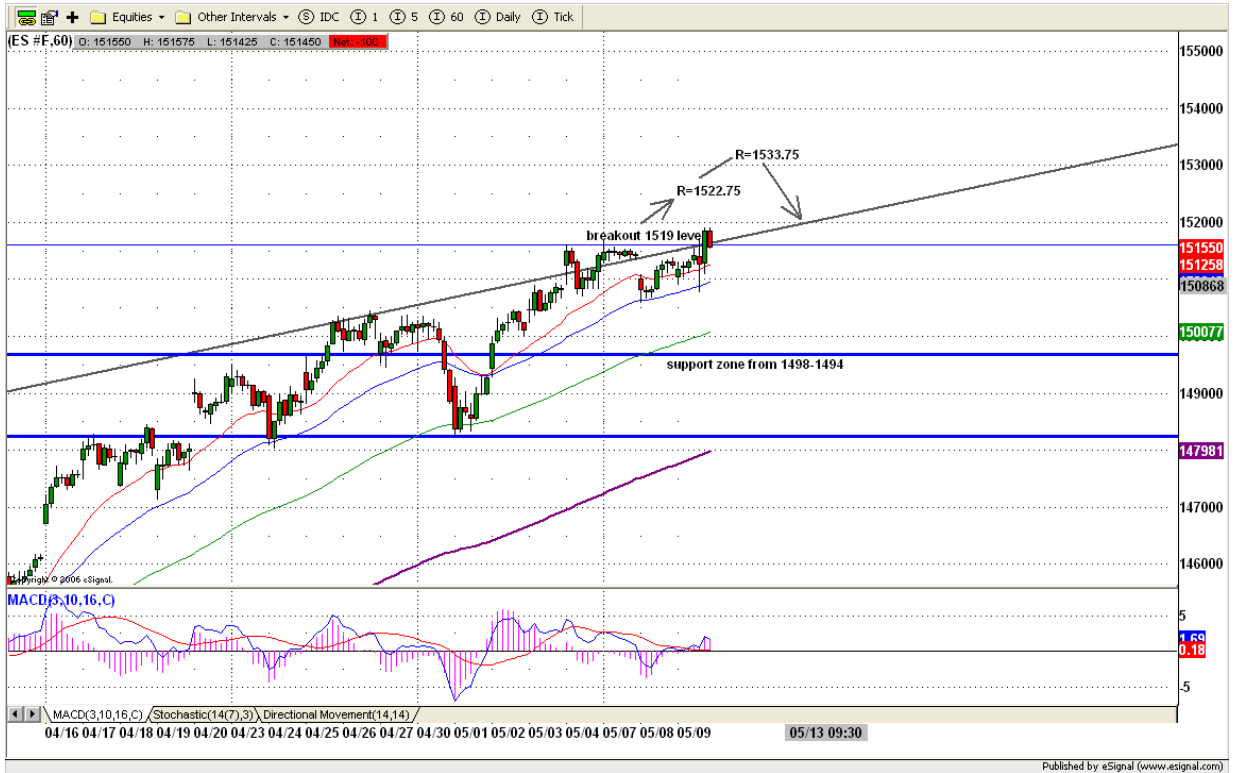 Equities Other Intervals IDC 1 5 60 Daily Tick
(ES #F,60) O: 151550 H: 151575 L: 151425 C: 151450 Net: -100
155000
154000
R=1533.75
153000
R=1522.75
152000
breakout 1519 leve
151550
151258
150868
150077
support zone from 1498-1494
149000
147981
147000
146000
Copyright © 2006 eSignal.
MACD(3,10,16,C)
5
1.69
0.18
-5
MACD(3,10,16,C) Stochastic(14(7),3) Directional Movement(14,14)
04/16 04/17 04/18 04/19 04/20 04/23 04/24 04/25 04/26 04/27 04/30 05/01 05/02 05/03 05/04 05/07 05/08 05/09 05/13 09:30
Published by eSignal (www.esignal.com)